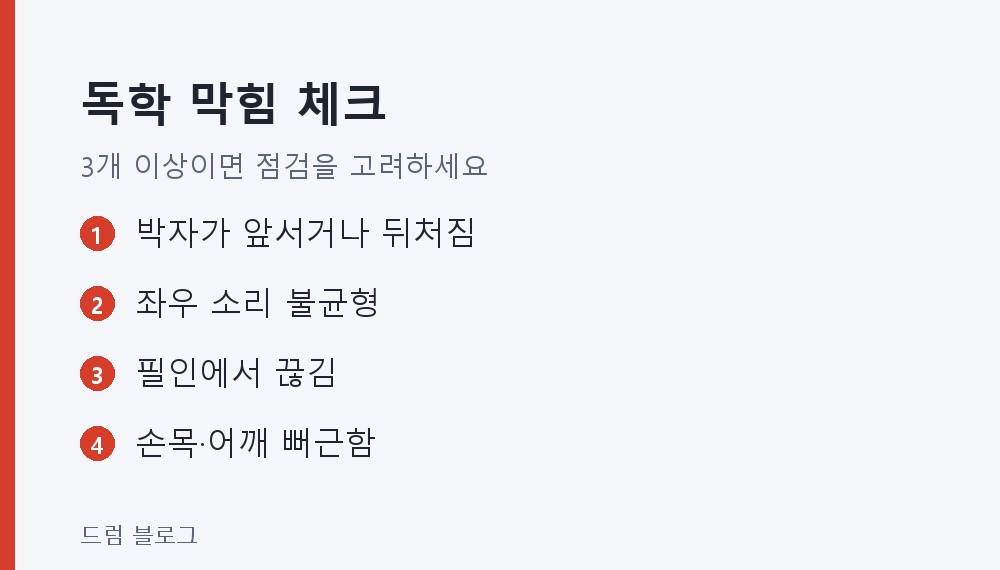 독학 막힘 체크
3개 이상이면 점검을 고려하세요
1 박자가 앞서거나 뒤처짐
2 좌우 소리 불균형
3 필인에서 끊김
4 손목·어깨 뻐근함
드럼 블로그